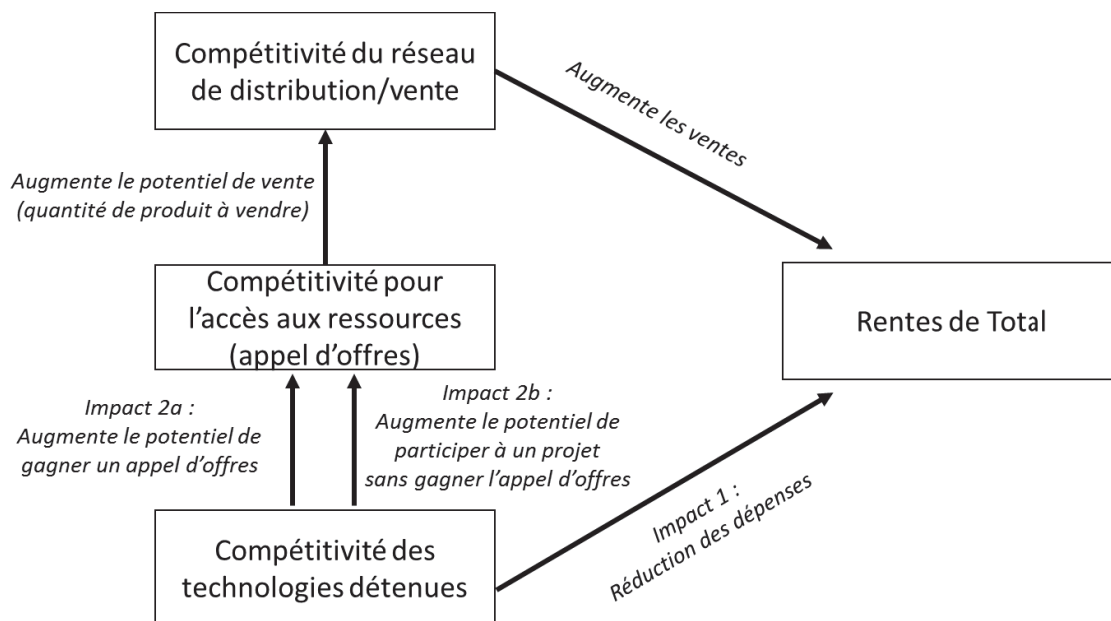 Compétitivité du réseau
de distribution/vente
Augmente les ventes
Augmente le potentiel de vente
(quantité de produit à vendre)
Compétitivité pour
l’accès aux ressources
(appel d’offres)
Rentes de Total
Impact 2a :
Augmente le potentiel de
gagner un appel d’offres
Impact 2b :
Augmente le potentiel de
participer à un projet
sans gagner l’appel d’offres
Impact 1 :
Réduction des dépenses
Compétitivité des
technologies détenues